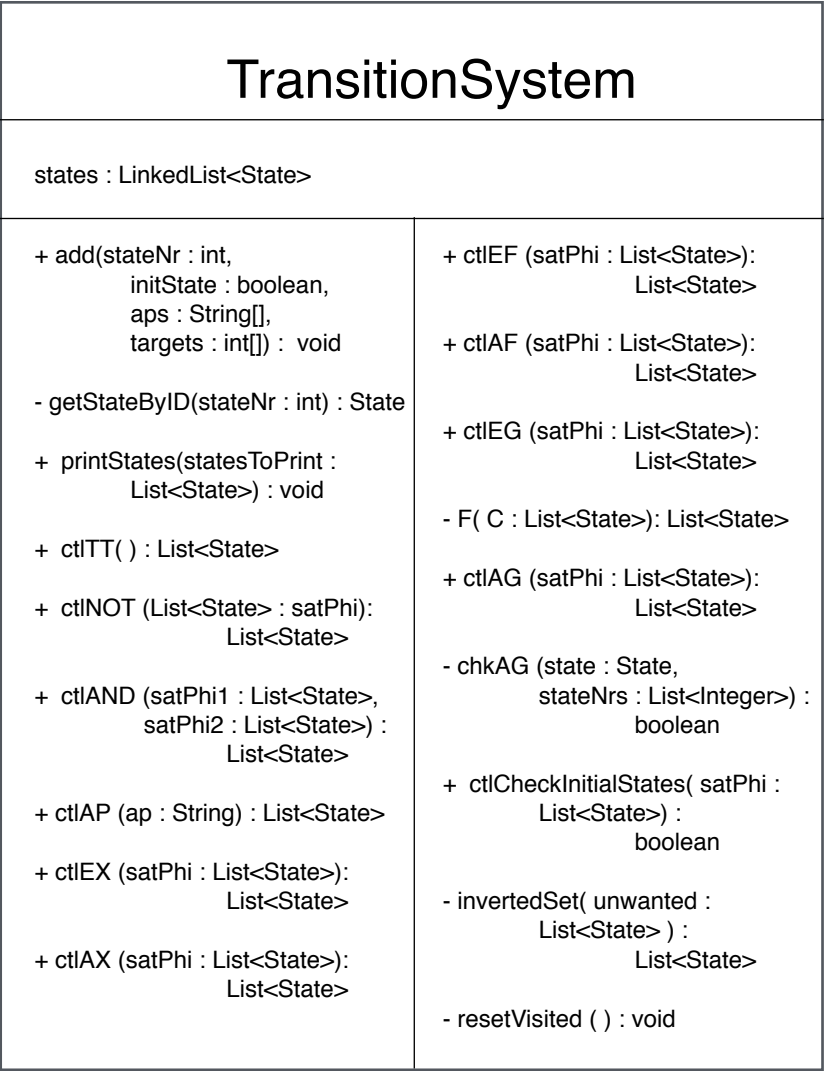 TransitionSystem
states : LinkedList<State>
+ add(stateNr : int,
initState : boolean,
aps : String[],
targets : int[]) :  void
- getStateByID(stateNr : int) : State
+  printStates(statesToPrint :
List<State>) : void
+  ctlTT( ) : List<State>
+  ctlNOT (List<State> : satPhi):
List<State>
+  ctlAND (satPhi1 : List<State>,
satPhi2 : List<State>) :
List<State>
+ ctlAP (ap : String) : List<State>
+ ctlEX (satPhi : List<State>):
List<State>
+ ctlAX (satPhi : List<State>):
List<State>
+ ctlEF (satPhi : List<State>):
List<State>
+ ctlAF (satPhi : List<State>):
List<State>
+ ctlEG (satPhi : List<State>):
List<State>
- F( C : List<State>): List<State>
+ ctlAG (satPhi : List<State>):
List<State>
- chkAG (state : State,
stateNrs : List<Integer>) :
boolean
+  ctlCheckInitialStates( satPhi :
List<State>) :
boolean
- invertedSet( unwanted :
List<State> ) :
List<State>
- resetVisited ( ) : void